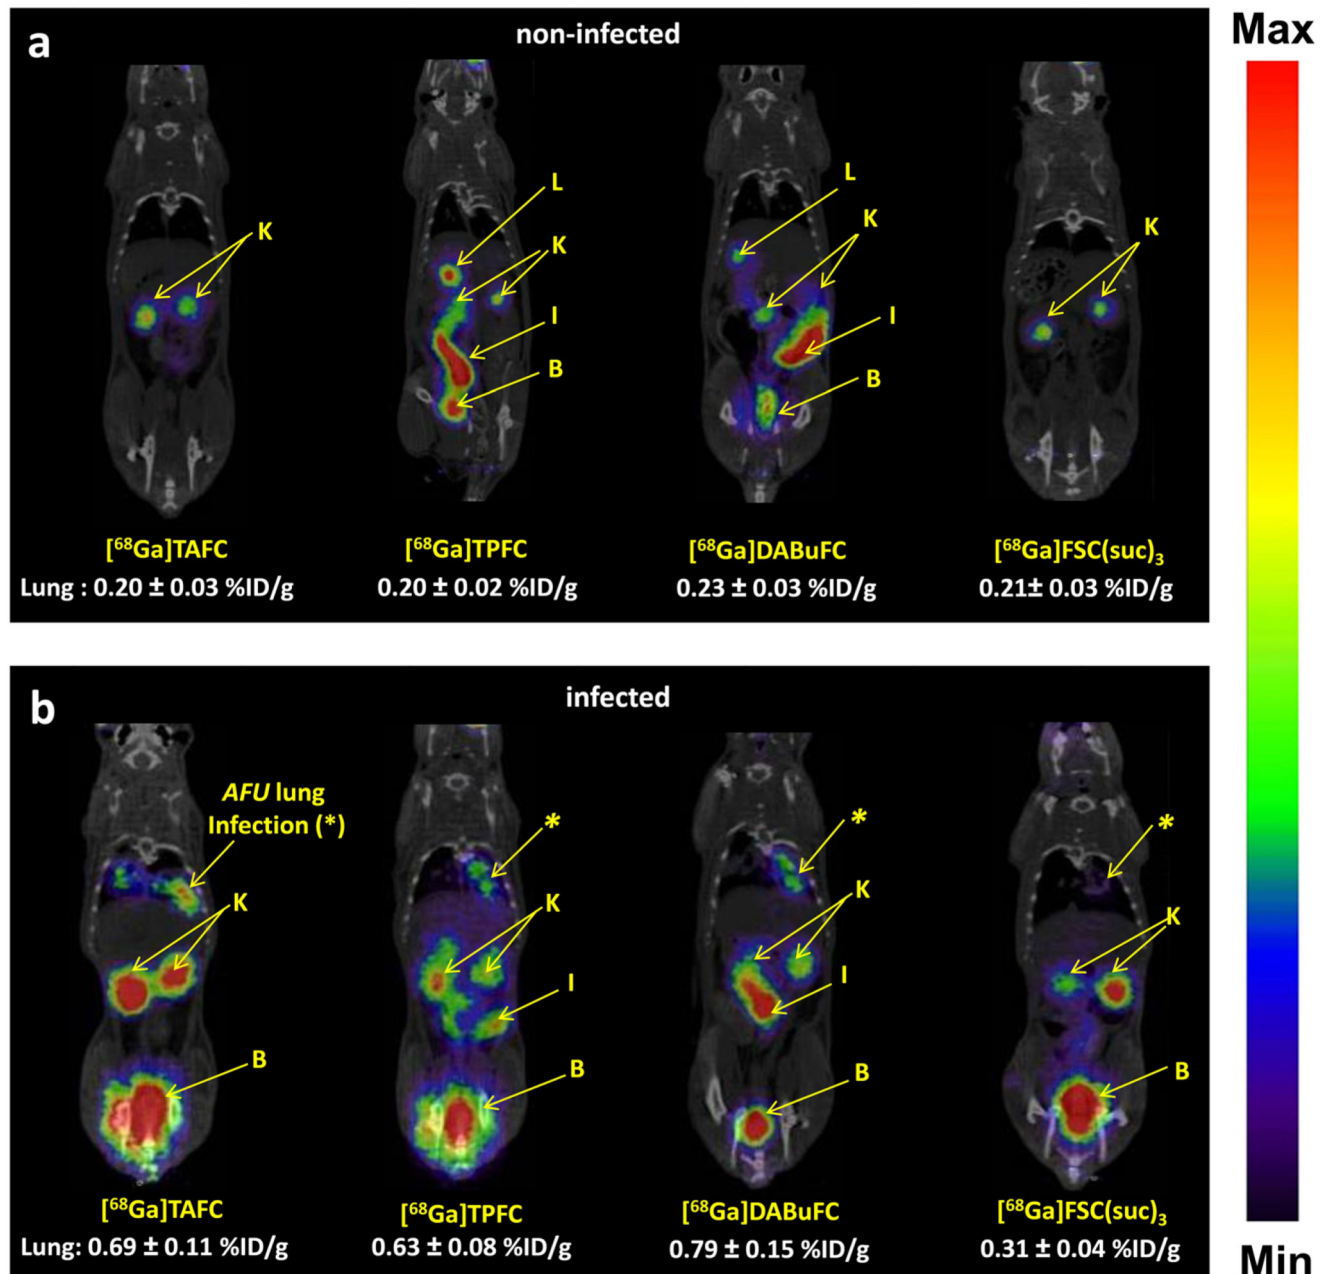 a
non-infected
Max
L
L
K
K
K
K
I
I
B
B
[⁶⁸Ga]TAFC
[⁶⁸Ga]TPFC
[⁶⁸Ga]DABuFC
[⁶⁸Ga]FSC(suc)₃
Lung : 0.20 ± 0.03 %ID/g
0.20 ± 0.02 %ID/g
0.23 ± 0.03 %ID/g
0.21± 0.03 %ID/g
b
infected
AFU lung
Infection (*)
*
*
*
K
K
K
K
I
I
B
B
B
B
[⁶⁸Ga]TAFC
[⁶⁸Ga]TPFC
[⁶⁸Ga]DABuFC
[⁶⁸Ga]FSC(suc)₃
Lung: 0.69 ± 0.11 %ID/g
0.63 ± 0.08 %ID/g
0.79 ± 0.15 %ID/g
0.31 ± 0.04 %ID/g
Min